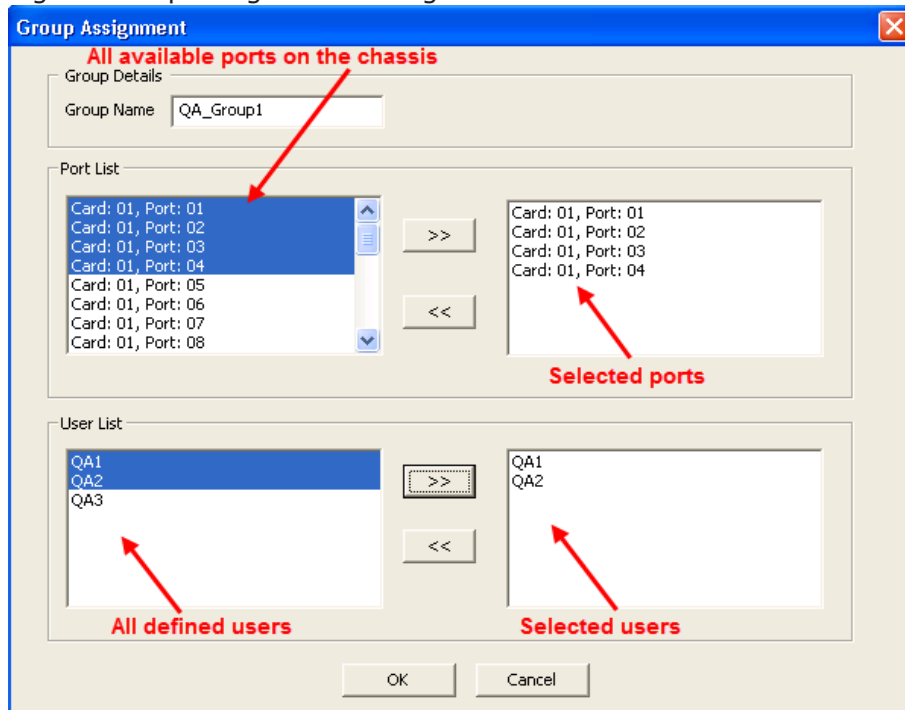 Group Assignment
All available ports on the chassis
Group Details
Group Name QA_Group1
Port List
Card: 01, Port: 01
Card: 01, Port: 02
Card: 01, Port: 03
Card: 01, Port: 04
Card: 01, Port: 05
Card: 01, Port: 06
Card: 01, Port: 07
Card: 01, Port: 08
>>
<<
Card: 01, Port: 01
Card: 01, Port: 02
Card: 01, Port: 03
Card: 01, Port: 04
Selected ports
User List
QA1
QA2
QA3
>>
<<
QA1
QA2
All defined users
Selected users
OK Cancel